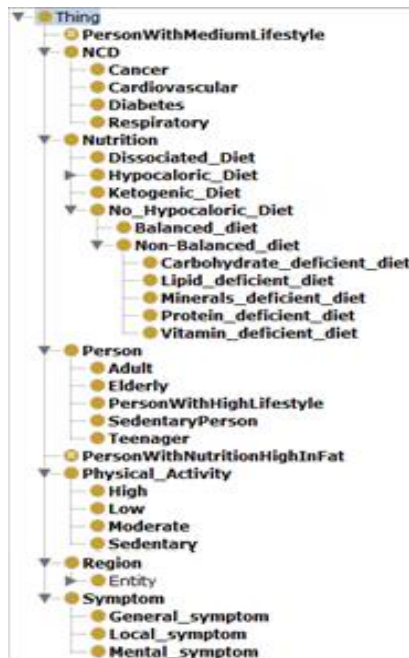 Thing
PersonWithMediumLifestyle
NCD
Cancer
Cardiovascular
Diabetes
Respiratory
Nutrition
Dissociated_Diet
Hypocaloric_Diet
Ketogenic_Diet
No_Hypocaloric_Diet
Balanced_diet
Non-Balanced_diet
Carbohydrate_deficient_diet
Lipid_deficient_diet
Minerals_deficient_diet
Protein_deficient_diet
Vitamin_deficient_diet
Person
Adult
Elderly
PersonWithHighLifestyle
SedentaryPerson
Teenager
PersonWithNutritionHighInFat
Physical_Activity
High
Low
Moderate
Sedentary
Region
Entity
Symptom
General_symptom
Local_symptom
Mental_symptom